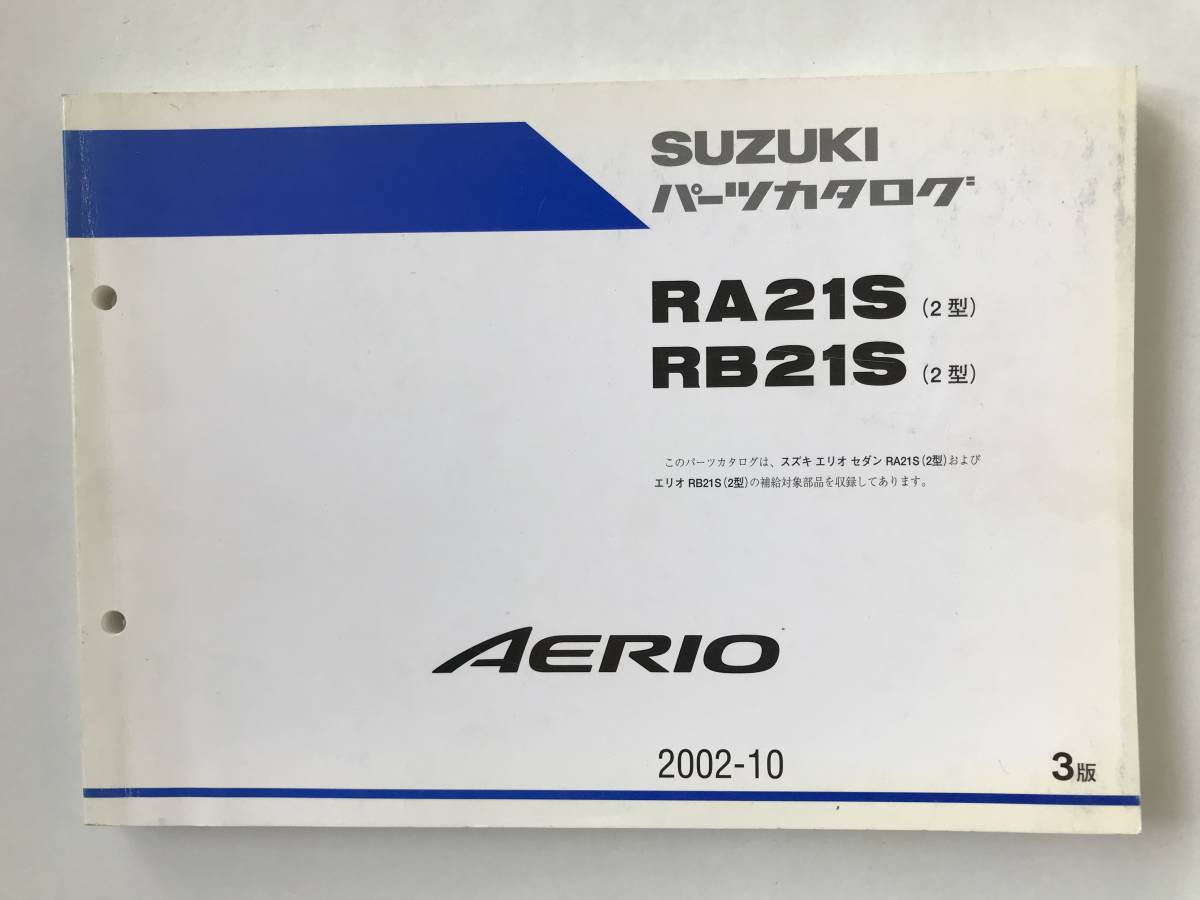 SUZUKI
パーツカタログ
RA21S(2型)
RB21S(2型)
このパーツカタログは、スズキ エリオ セダン RA21S(2型)および
エリオ RB21S(2型)の補給対象部品を収録してあります。
AERIO
2002-10
3版